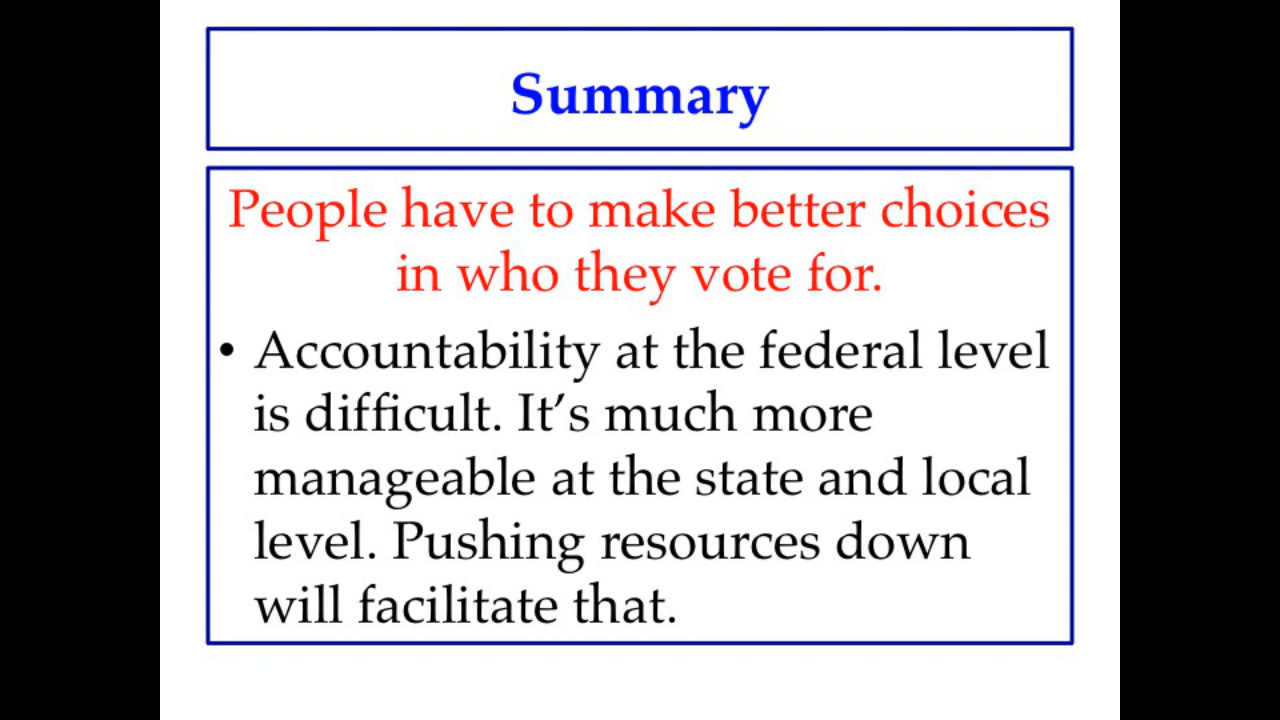 Summary
People have to make better choices
in who they vote for.
• Accountability at the federal level
is difficult. It’s much more
manageable at the state and local
level. Pushing resources down
will facilitate that.